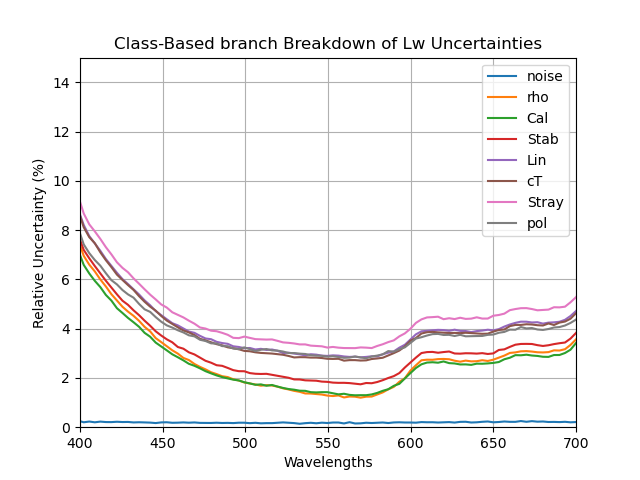 Class-Based branch Breakdown of Lw Uncertainties
Relative Uncertainty (%)
14
12
10
8
6
4
2
0
400
450
500
550
600
650
700
Wavelengths
noise
rho
Cal
Stab
Lin
cT
Stray
pol